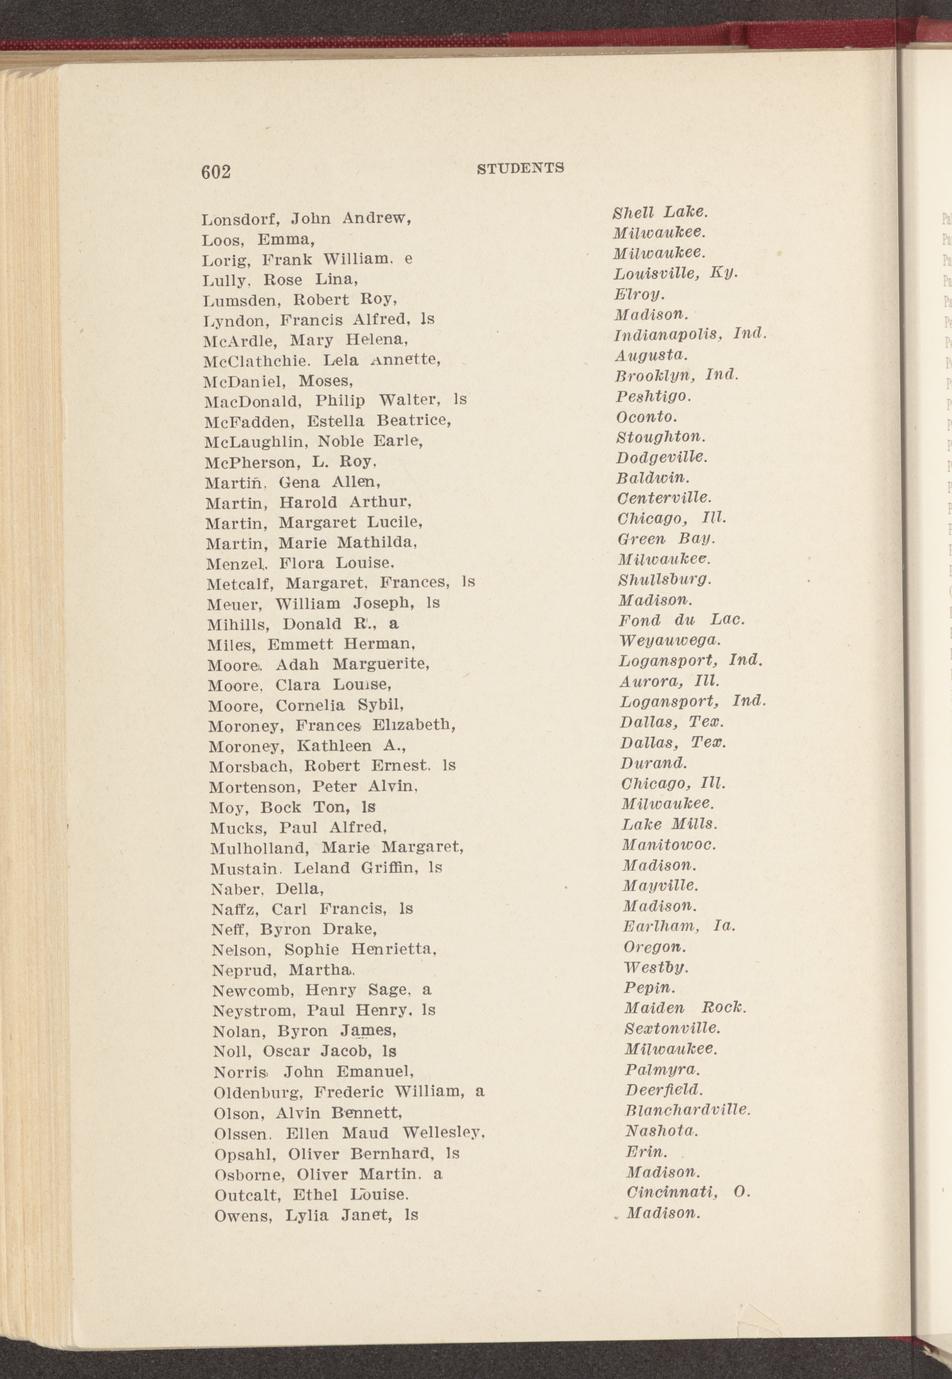 602 STUDENTS
Lonsdorf, John Andrew, Shell Lake.
Loos, Emma, Milwaukee.
Lorig, Frank William. e Milwaukee.
Lully, Rose Lina, Louisville, Ky.
Lumsden, Robert Roy, Elroy.
Lyndon, Francis Alfred, ls Madison.
McArdle, Mary Helena, Indianapolis, Ind.
McClathchie. Lela Annette, Augusta.
McDaniel, Moses, Brooklyn, Ind.
MacDonald, Philip Walter, ls Peshtigo.
McFadden, Estella Beatrice, Oconto.
McLaughlin, Noble Earle, Stoughton.
McPherson, L. Roy, Dodgeville.
Martin, Gena Allen, Baldwin.
Martin, Harold Arthur, Centerville.
Martin, Margaret Lucile, Chicago, Ill.
Martin, Marie Mathilda, Green Bay.
Menzel, Flora Louise. Milwaukee.
Metcalf, Margaret. Frances, ls Shullsburg.
Meuer, William Joseph, ls Madison.
Mihills, Donald R., a Fond du Lac.
Miles, Emmett Herman, Weyauwega.
Moore, Adah Marguerite, Logansport, Ind.
Moore, Clara Louise, Aurora, Ill.
Moore, Cornelia Sybil, Logansport, Ind.
Moroney, Frances Elizabeth, Dallas, Tex.
Moroney, Kathleen A., Dallas, Tex.
Morsbach, Robert Ernest. ls Durand.
Mortenson, Peter Alvin, Chicago, Ill.
Moy, Bock Ton, ls Milwaukee.
Mucks, Paul Alfred, Lake Mills.
Mulholland, Marie Margaret, Manitowoc.
Mustain. Leland Griffin, ls Madison.
Naber, Della, Mayville.
Naffz, Carl Francis, ls Madison.
Neff, Byron Drake, Earlham, Ia.
Nelson, Sophie Henrietta, Oregon.
Neprud, Martha. Westby.
Newcomb, Henry Sage, a Pepin.
Neystrom, Paul Henry, ls Maiden Rock.
Nolan, Byron James, Sextonville.
Noll, Oscar Jacob, ls Milwaukee.
Norris John Emanuel, Palmyra.
Oldenburg, Frederic William, a Deerfield.
Olson, Alvin Bennett, Blanchardville.
Olssen. Ellen Maud Wellesley, Nashota.
Opsahl, Oliver Bernhard, ls Erin.
Osborne, Oliver Martin. a Madison.
Outcalt, Ethel Louise. Cincinnati, O.
Owens, Lylia Janet, ls Madison.